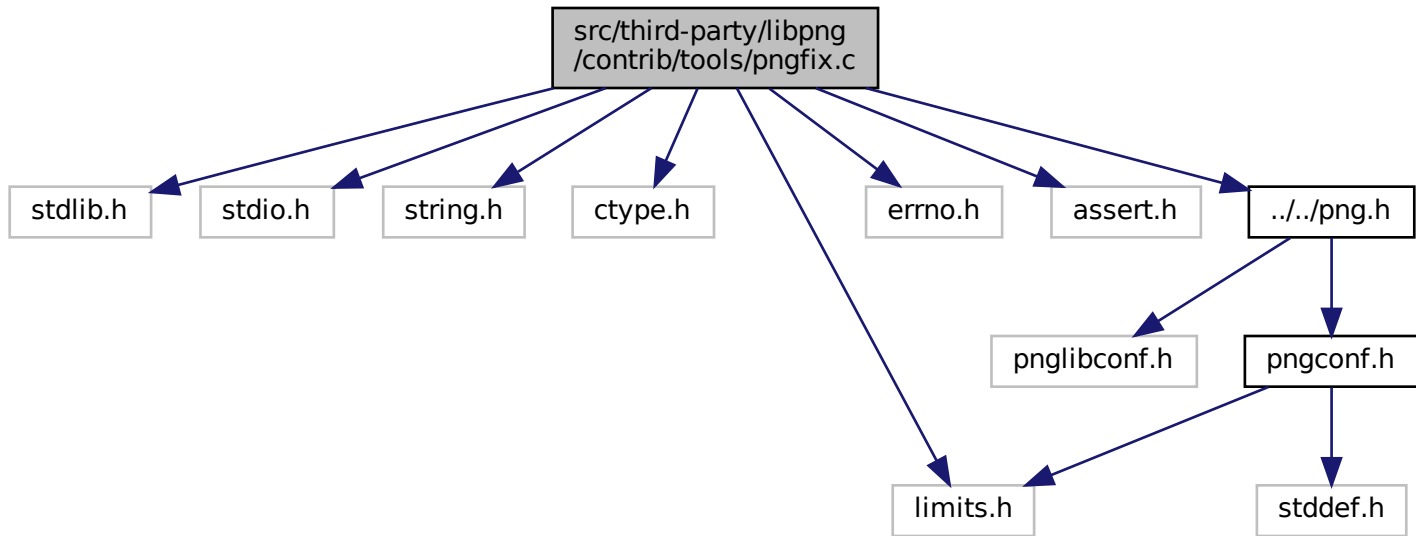 src/third-party/libpng
/contrib/tools/pngfix.c
stdlib.h
stdio.h
string.h
ctype.h
errno.h
assert.h
../../png.h
pnglibconf.h
pngconf.h
limits.h
stddef.h